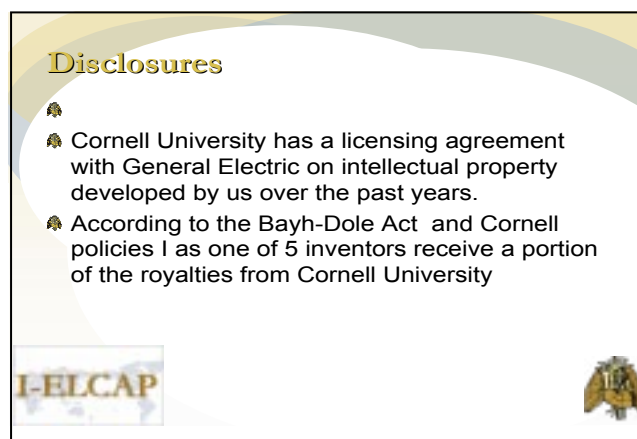 Disclosures
Cornell University has a licensing agreement
with General Electric on intellectual property
developed by us over the past years.
According to the Bayh-Dole Act  and Cornell
policies I as one of 5 inventors receive a portion
of the royalties from Cornell University
I-ELCAP